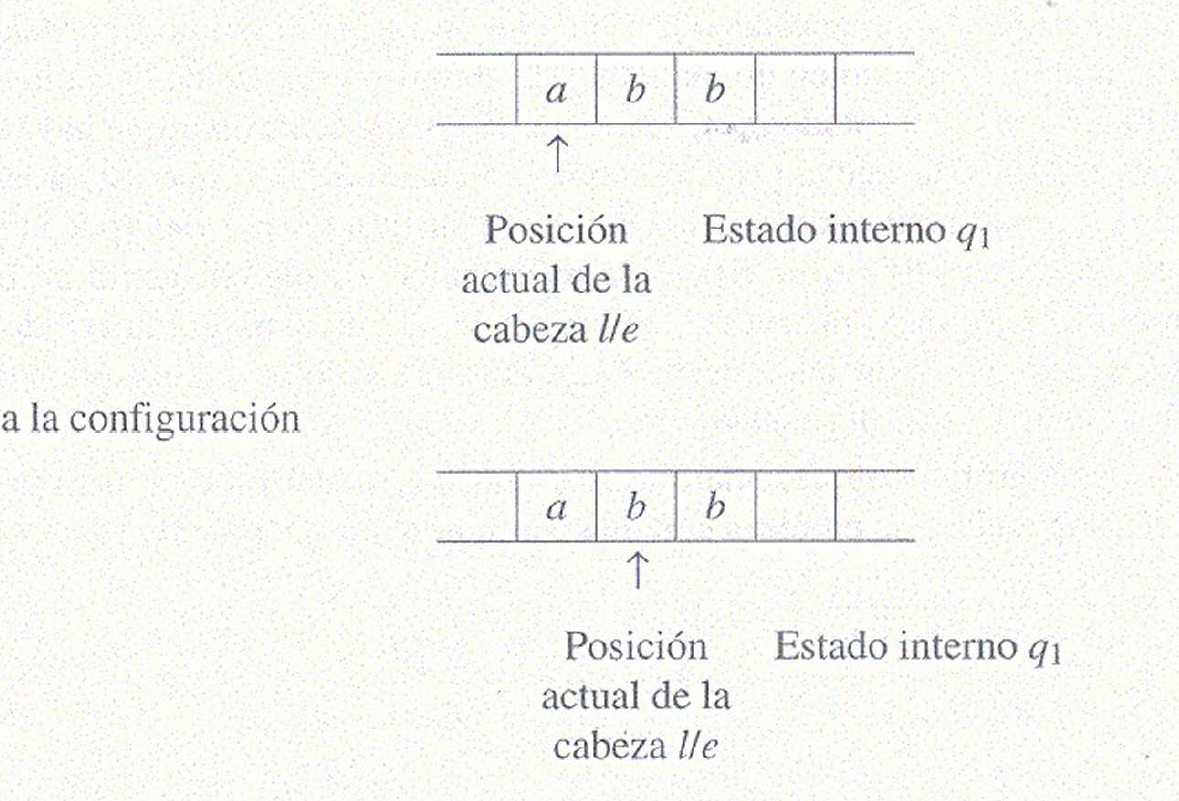 a b b
↑
Posición Estado interno q1
actual de la
cabeza l/e
a la configuración
a b b
↑
Posición Estado interno q1
actual de la
cabeza l/e